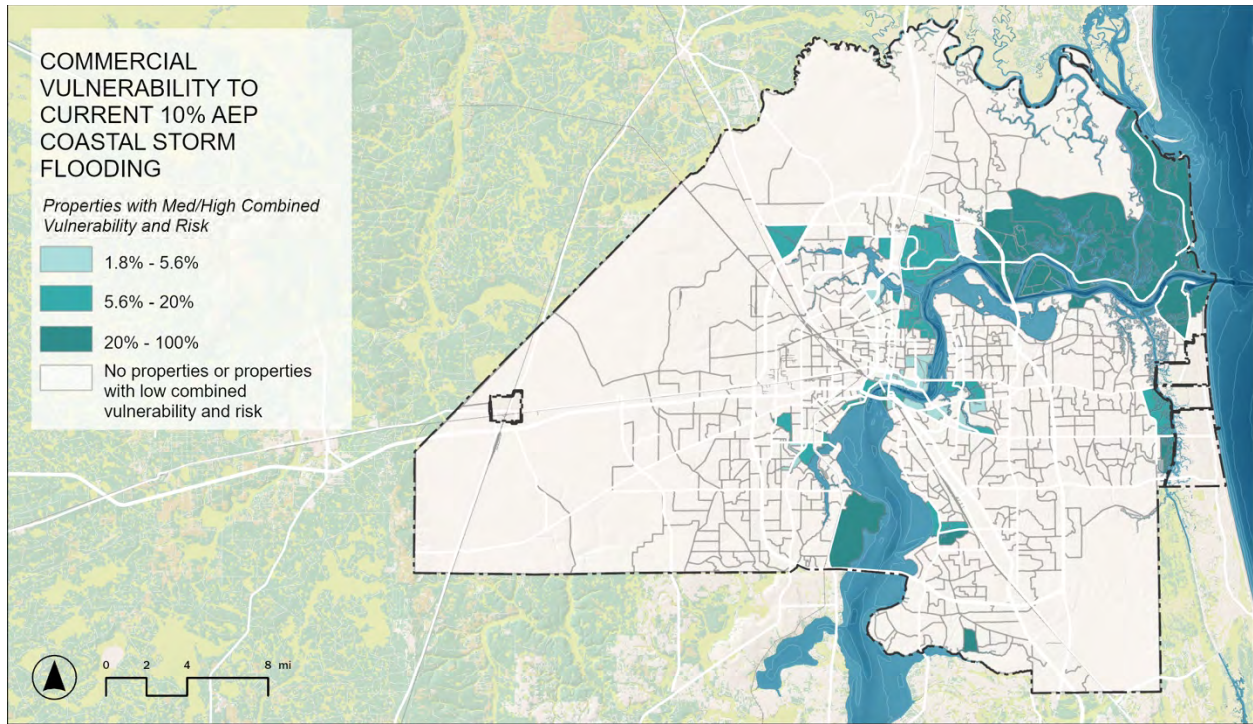 COMMERCIAL
VULNERABILITY TO
CURRENT 10% AEP
COASTAL STORM
FLOODING
Properties with Med/High Combined
Vulnerability and Risk
1.8% - 5.6%
5.6% - 20%
20% - 100%
No properties or properties
with low combined
vulnerability and risk
0 2 4 8 mi